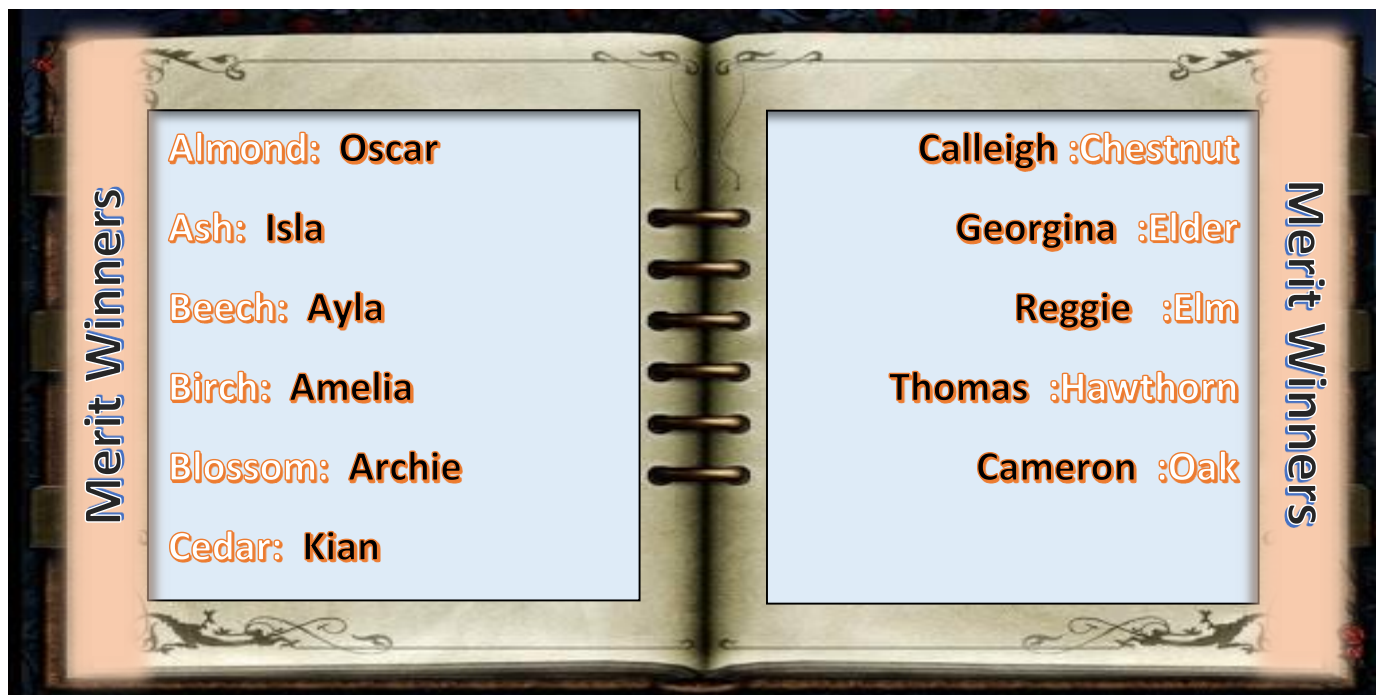 Merit Winners
Almond: Oscar
Ash: Isla
Beech: Ayla
Birch: Amelia
Blossom: Archie
Cedar: Kian
Calleigh :Chestnut
Georgina :Elder
Reggie :Elm
Thomas :Hawthorn
Cameron :Oak
Merit Winners